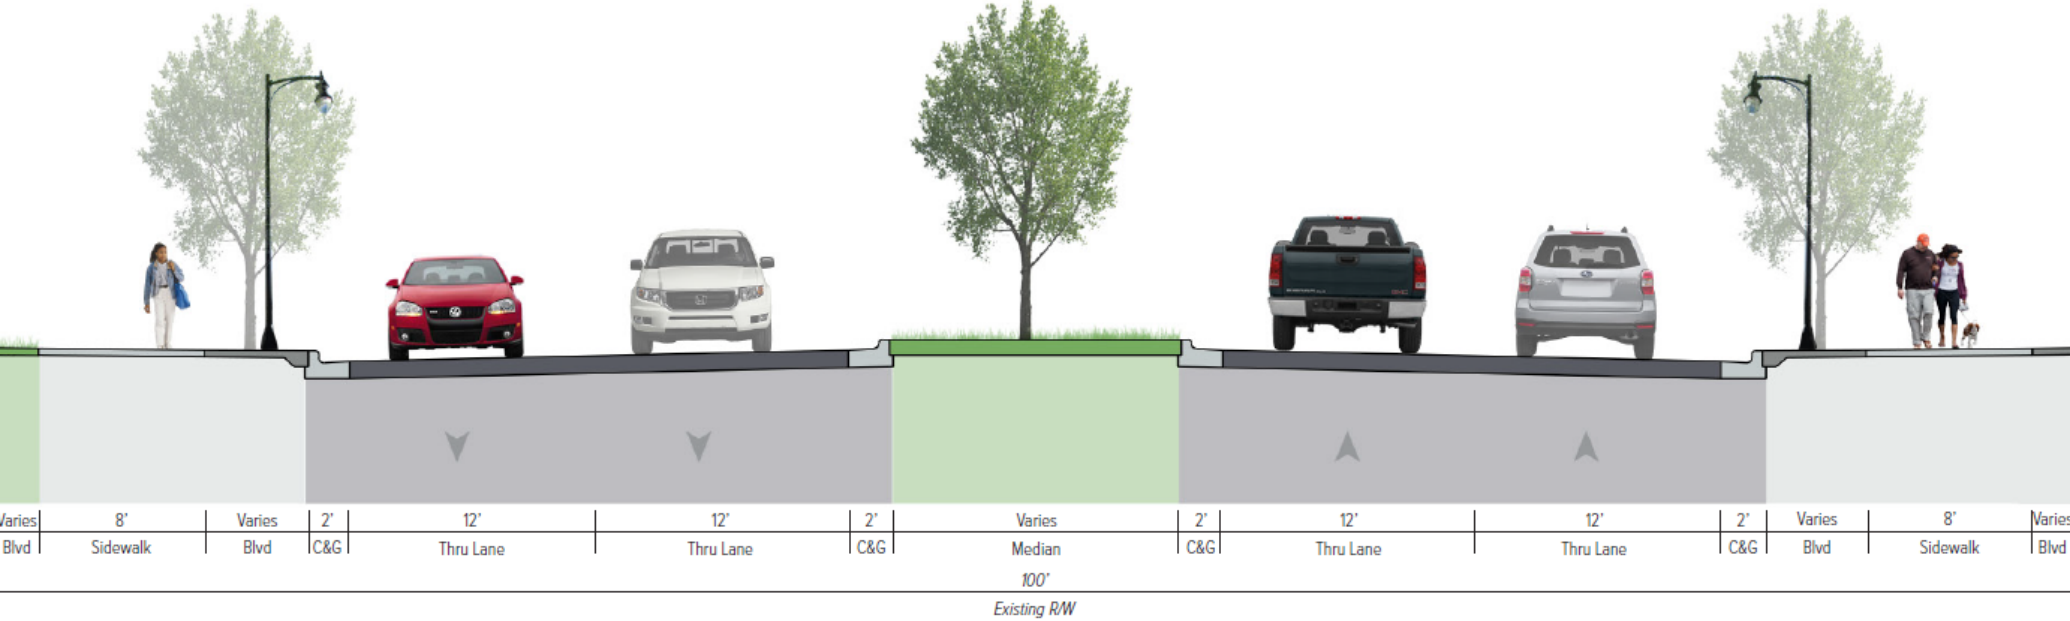 Varies 8' Varies 2' 12' 12' 2' Varies 2' 12' 12' 2' Varies 8' Varies
Blvd Sidewalk Blvd C&G Thru Lane Thru Lane C&G Median C&G Thru Lane Thru Lane C&G Blvd Sidewalk Blvd
100'
Existing R/W